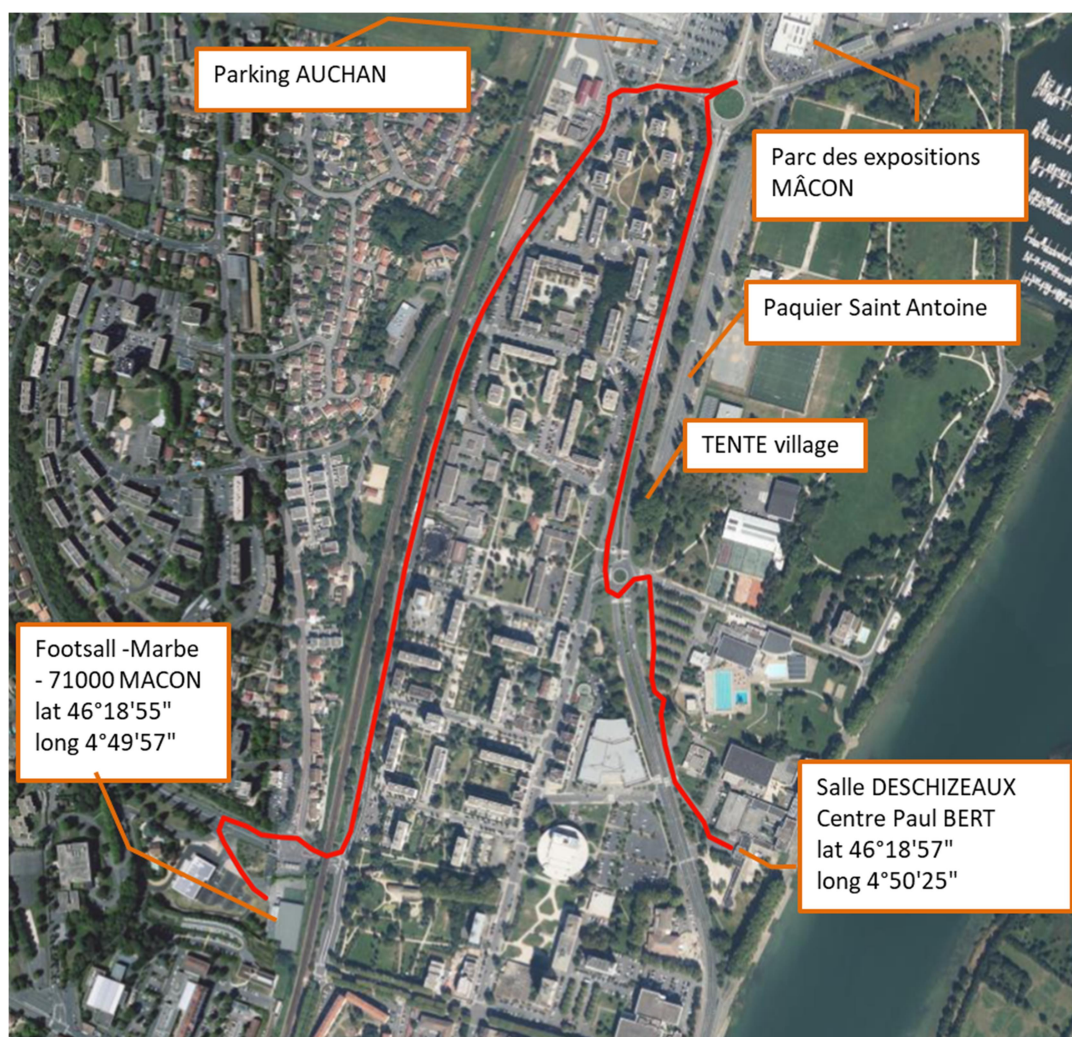 Parking AUCHAN
Parc des expositions
MÂCON
Paquier Saint Antoine
TENTE village
Footsall -Marbe
- 71000 MACON
lat 46°18'55"
long 4°49'57"
Salle DESCHIZEAUX
Centre Paul BERT
lat 46°18'57"
long 4°50'25"